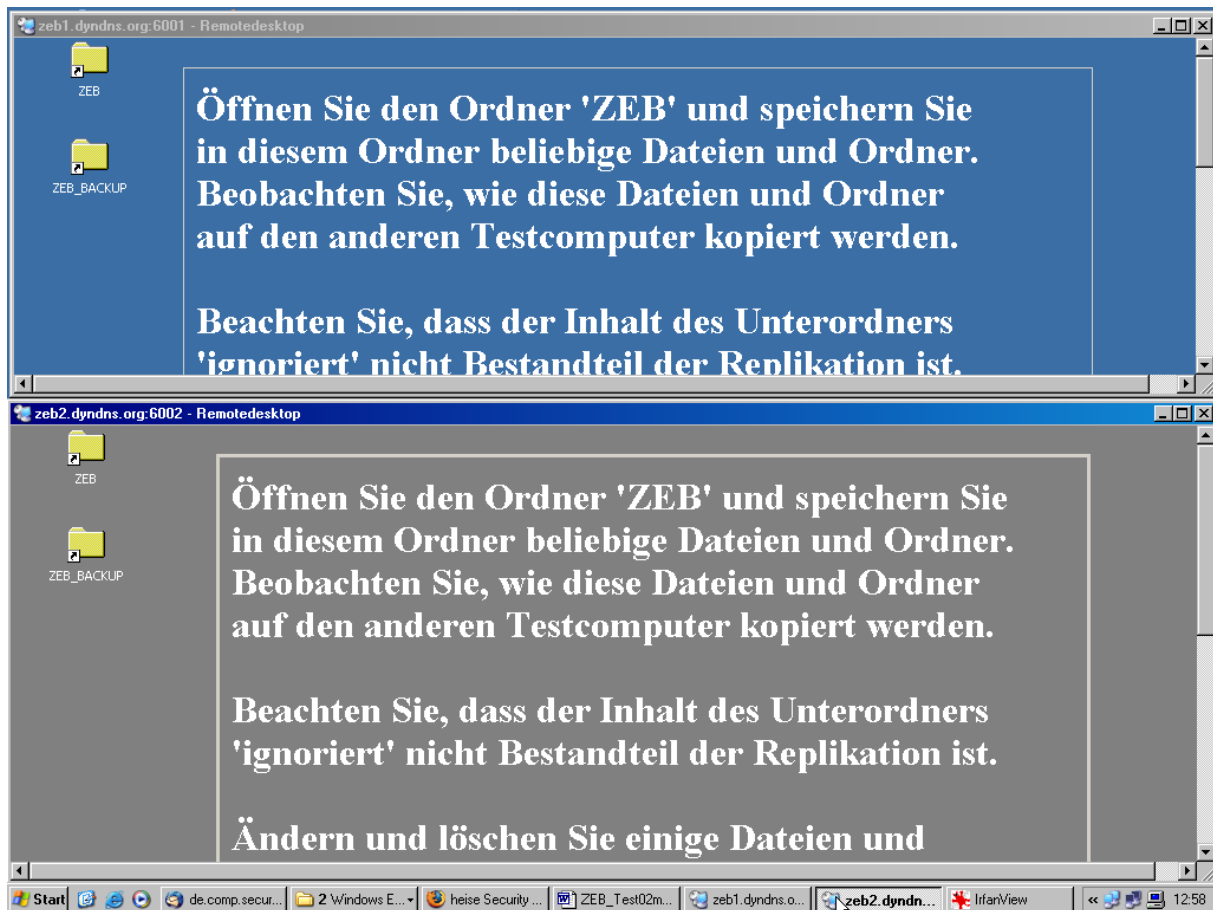 zeb1.dyndns.org:6001 - Remotedesktop
ZEB
ZEB_BACKUP
Öffnen Sie den Ordner 'ZEB' und speichern Sie
in diesem Ordner beliebige Dateien und Ordner.
Beobachten Sie, wie diese Dateien und Ordner
auf den anderen Testcomputer kopiert werden.
Beachten Sie, dass der Inhalt des Unterordners
'ignoriert' nicht Bestandteil der Replikation ist.
zeb2.dyndns.org:6002 - Remotedesktop
ZEB
ZEB_BACKUP
Öffnen Sie den Ordner 'ZEB' und speichern Sie
in diesem Ordner beliebige Dateien und Ordner.
Beobachten Sie, wie diese Dateien und Ordner
auf den anderen Testcomputer kopiert werden.
Beachten Sie, dass der Inhalt des Unterordners
'ignoriert' nicht Bestandteil der Replikation ist.
Ändern und löschen Sie einige Dateien und
Start de.comp.secur... 2 Windows E... heise Security ... ZEB_Test02m... zeb1.dyndns.o... zeb2.dyndn... IrfanView « 12:58